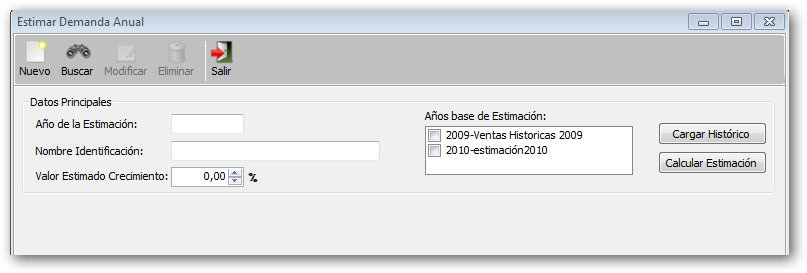 Estimar Demanda Anual
Nuevo Buscar Modificar Eliminar Salir
Datos Principales
Año de la Estimación:
Nombre Identificación:
Valor Estimado Crecimiento: 0,00 %
Años base de Estimación:
2009-Ventas Historicas 2009
2010-estimación2010
Cargar Histórico
Calcular Estimación